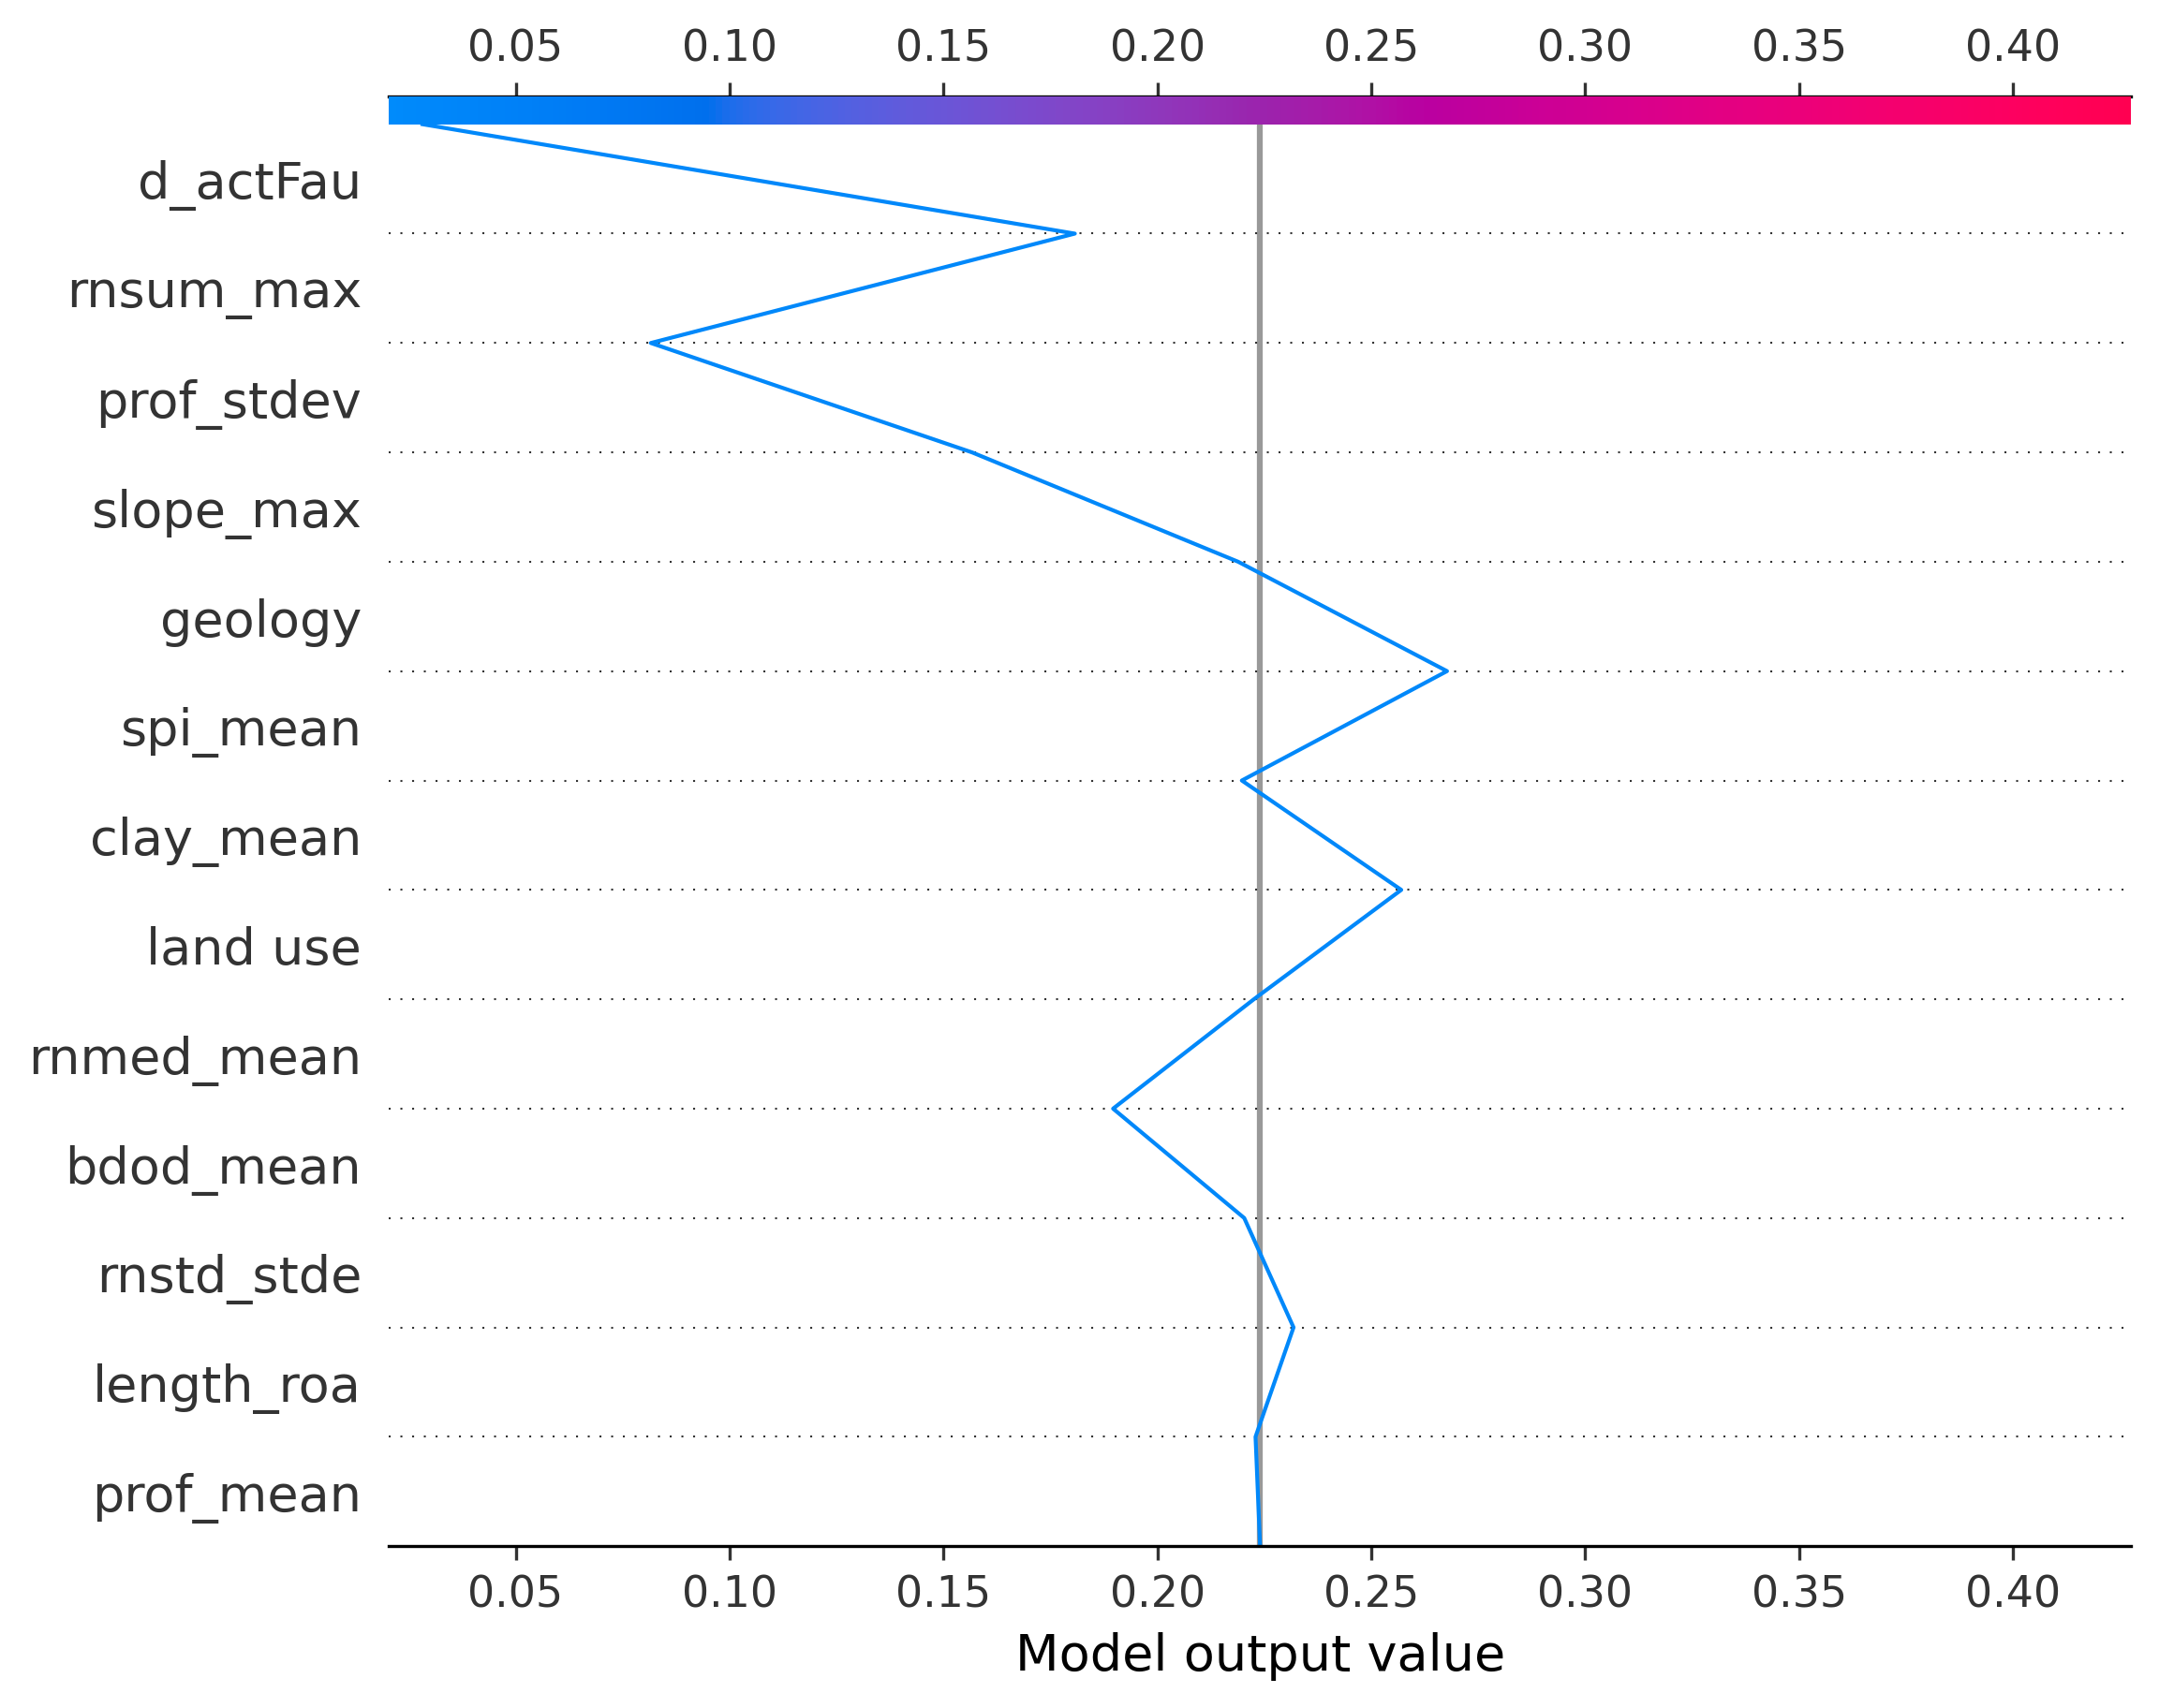 0.05 0.10 0.15 0.20 0.25 0.30 0.35 0.40
d_actFau
rnsum_max
prof_stdev
slope_max
geology
spi_mean
clay_mean
land use
rnmed_mean
bdod_mean
rnstd_stde
length_roa
prof_mean
0.05 0.10 0.15 0.20 0.25 0.30 0.35 0.40
Model output value